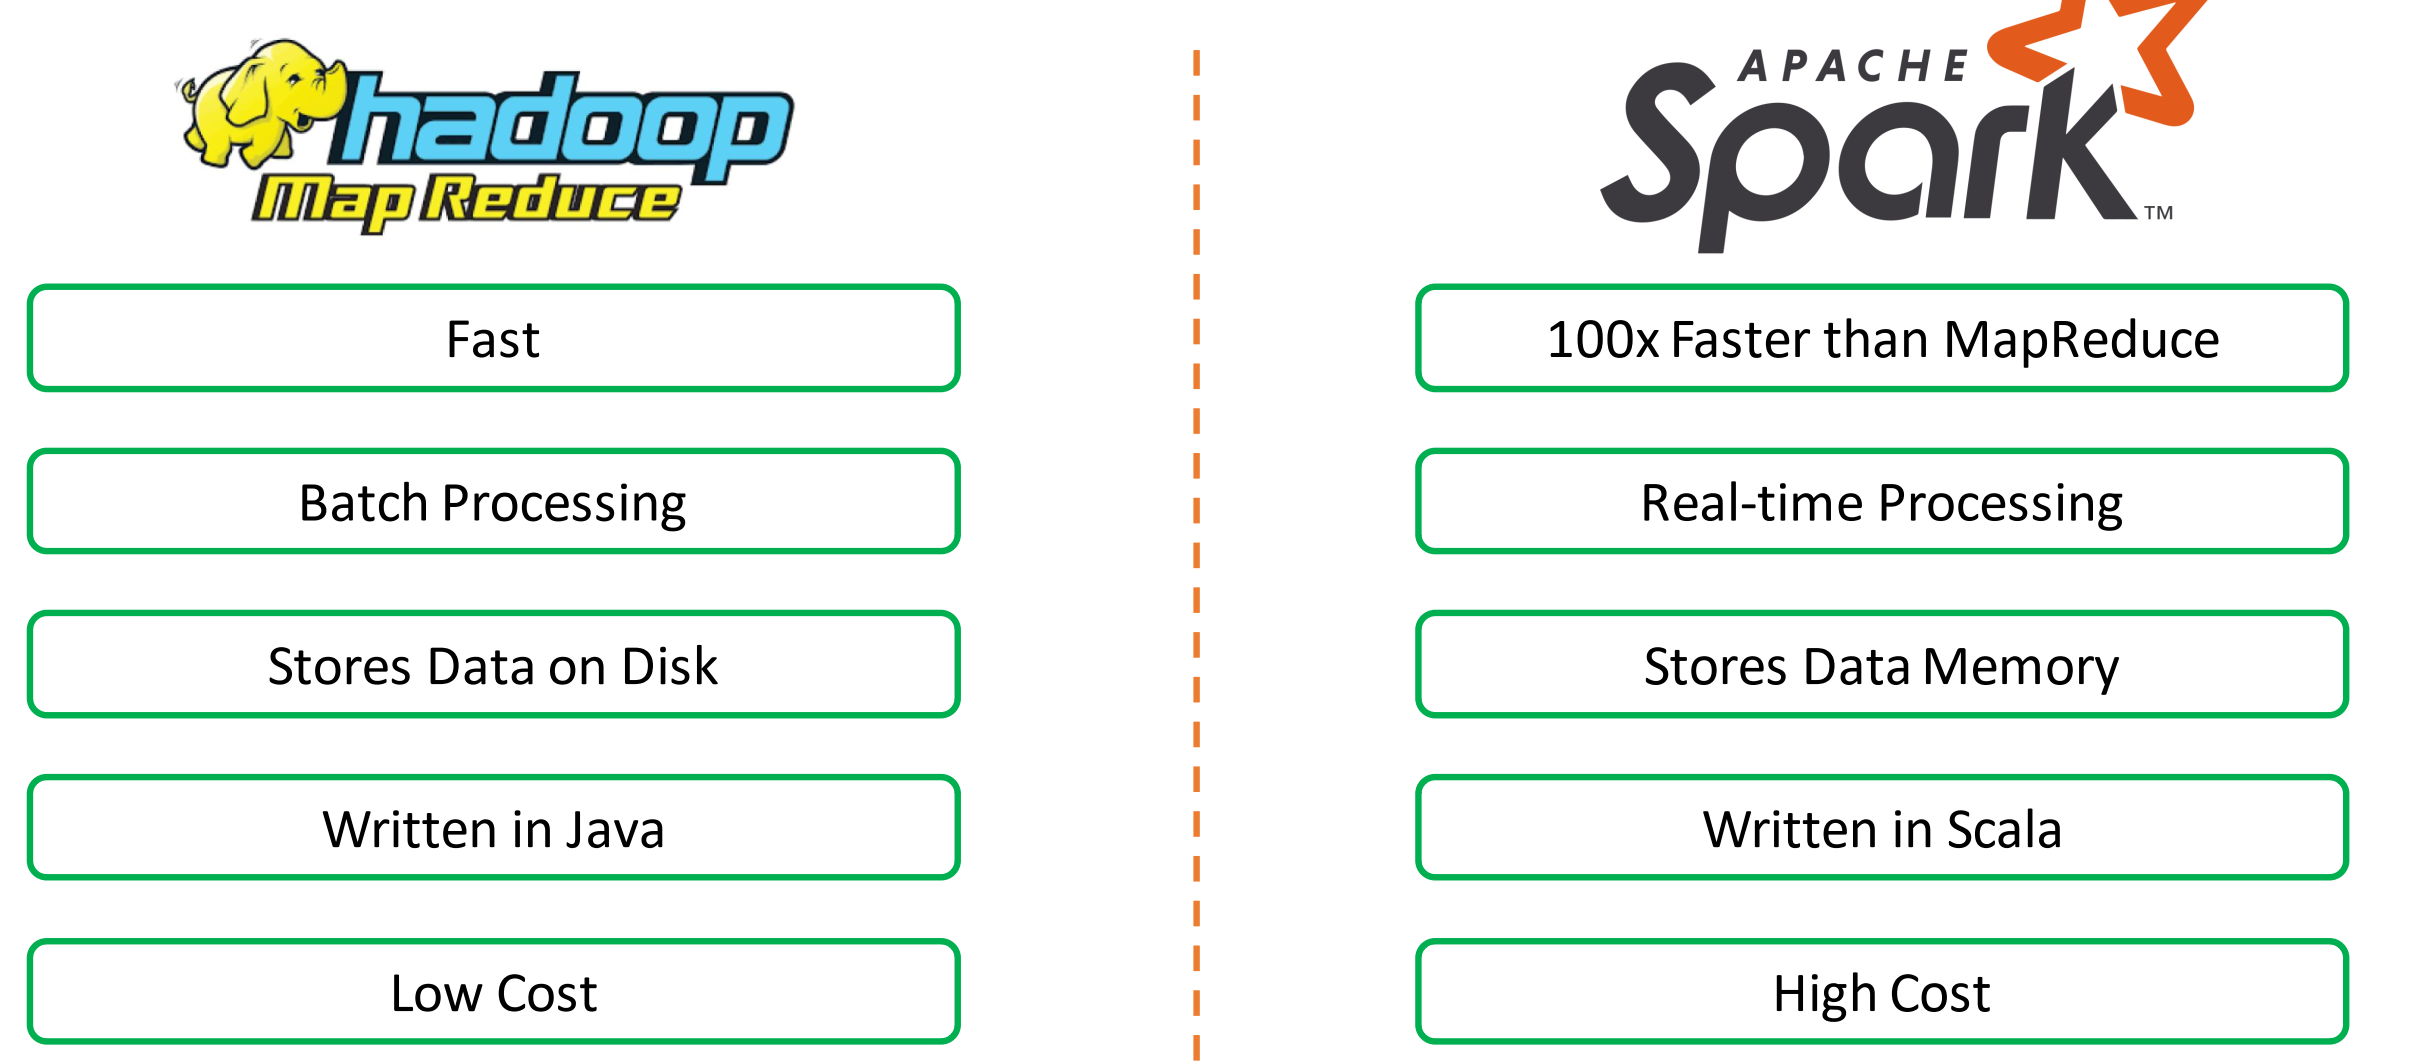 hadoop
Map Reduce
Fast
Batch Processing
Stores Data on Disk
Written in Java
Low Cost
APACHE
Spark™
100x Faster than MapReduce
Real-time Processing
Stores Data Memory
Written in Scala
High Cost